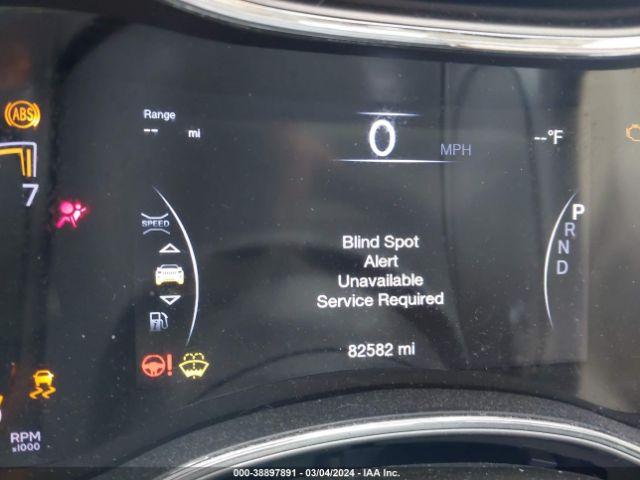 ABS
Range
-- mi
0
MPH
--°F
7
SPEED
P
R
N
D
Blind Spot
Alert
Unavailable
Service Required
82582 mi
!
RPM
x1000
000-38897891 - 03/04/2024 - IAA Inc.